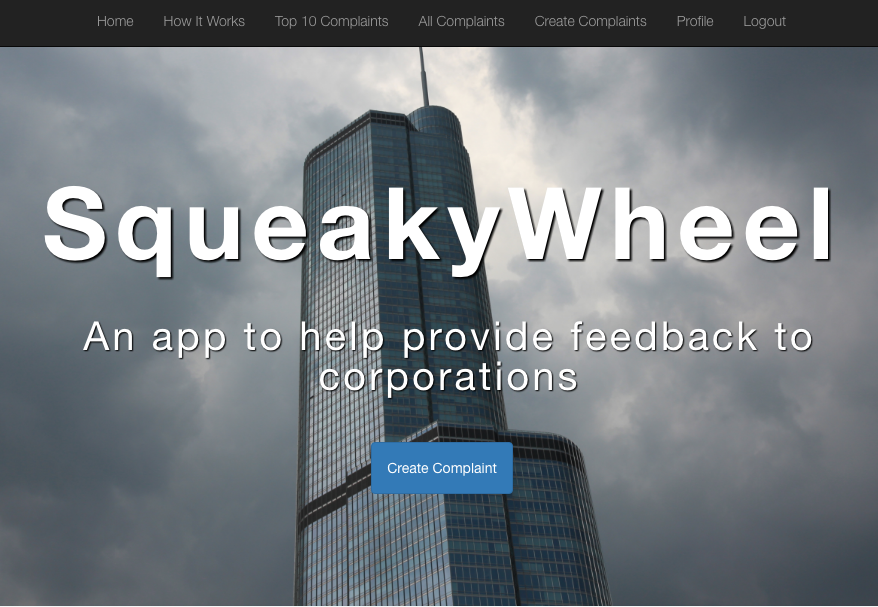 Home How It Works Top 10 Complaints All Complaints Create Complaints Profile Logout
SqueakyWheel
An app to help provide feedback to
corporations
Create Complaint